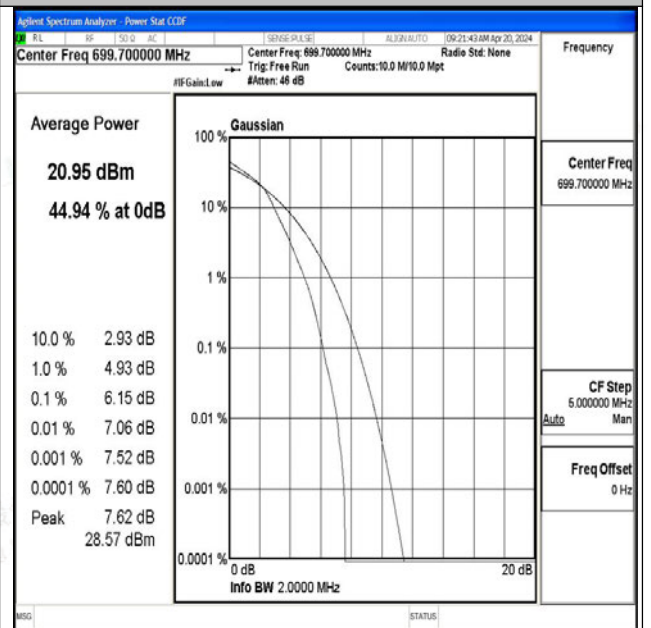 Agilent Spectrum Analyzer - Power Stat CCDF
RL RF 50 Ω AC SENSE:PULSE ALIGN AUTO 09:21:43 AM Apr 20, 2024
Center Freq 699.700000 MHz
Center Freq: 699.700000 MHz Radio Std: None
Trig: Free Run Counts:10.0 M/10.0 Mpt
#IFGain:Low #Atten: 46 dB
Frequency
Average Power
20.95 dBm
44.94 % at 0dB
10.0 % 2.93 dB
1.0 % 4.93 dB
0.1 % 6.15 dB
0.01 % 7.06 dB
0.001 % 7.52 dB
0.0001 % 7.60 dB
Peak 7.62 dB
28.57 dBm
Gaussian
100 %
10 %
1 %
0.1 %
0.01 %
0.001 %
0.0001 %
0 dB 20 dB
Info BW 2.0000 MHz
Center Freq
699.700000 MHz
CF Step
5.000000 MHz
Auto Man
Freq Offset
0 Hz
MSG STATUS